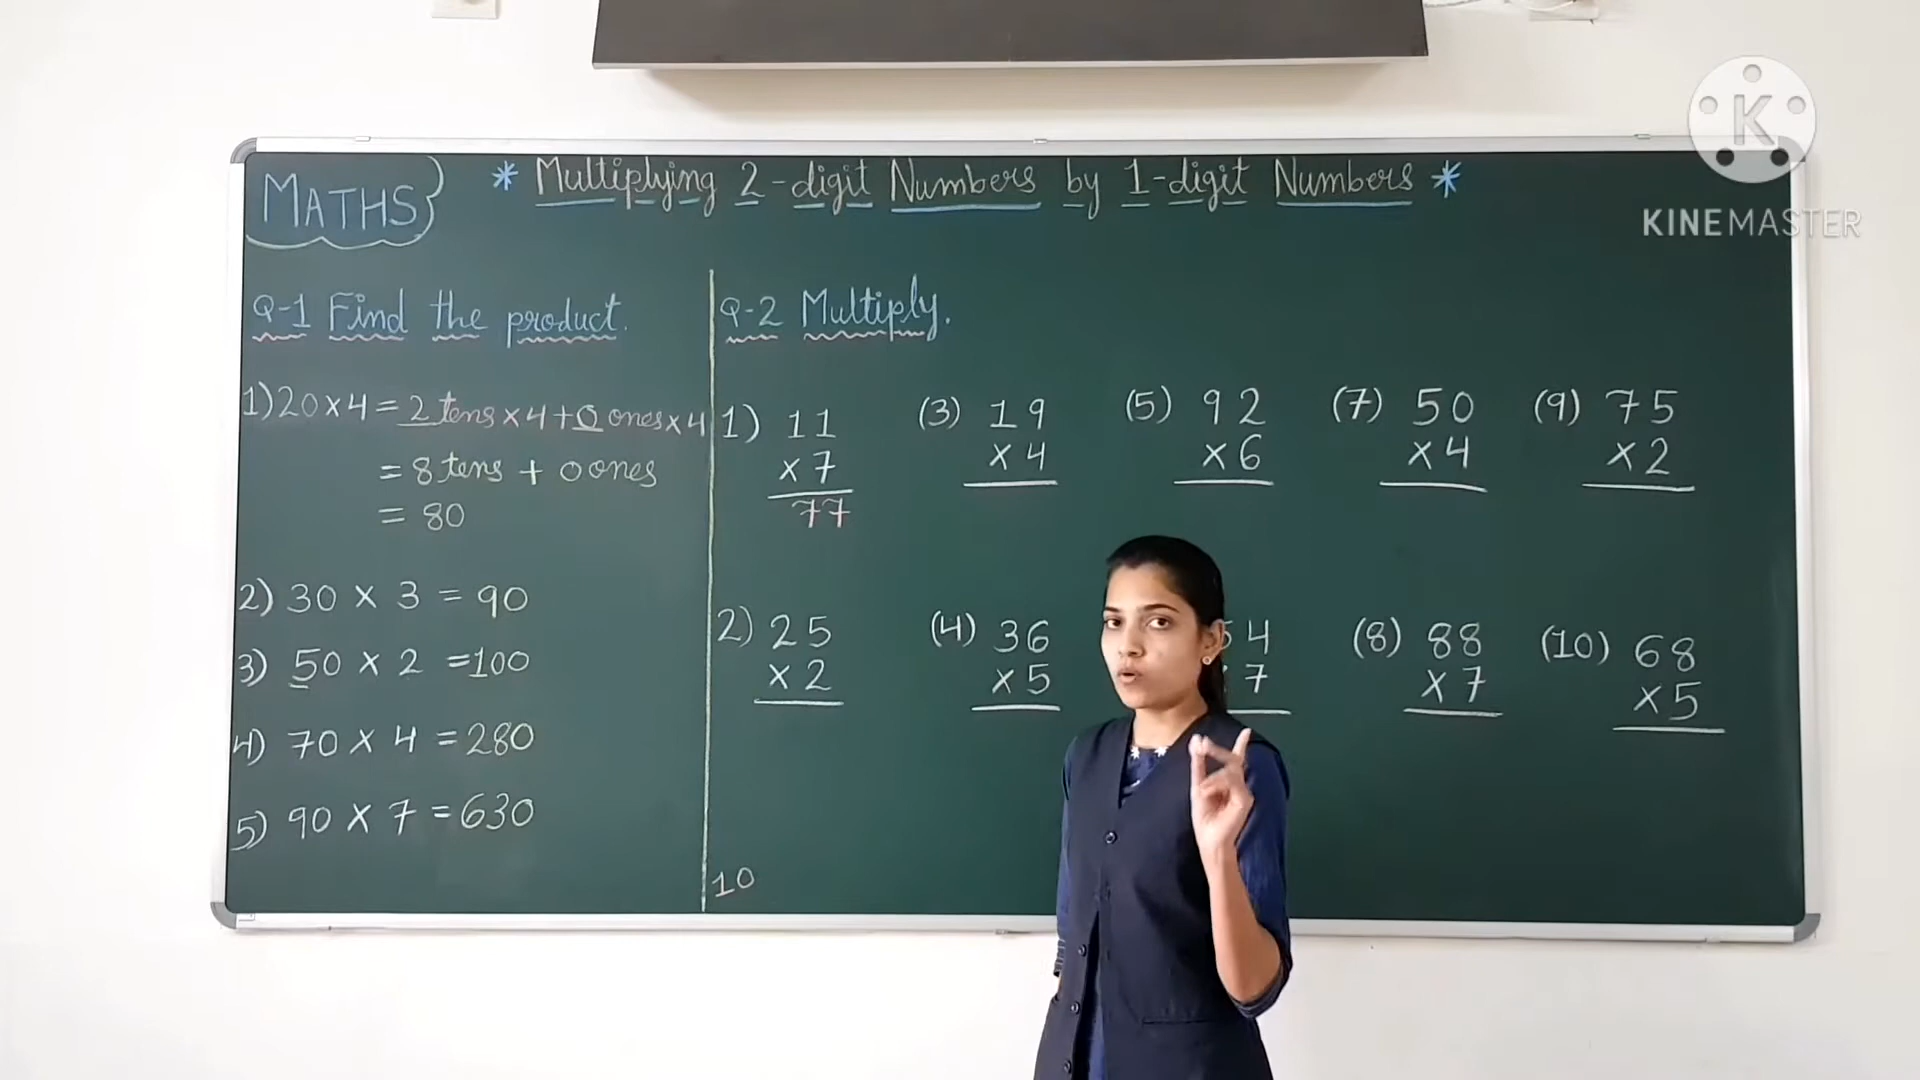 MATHS
* Multiplying 2-digit Numbers by 1-digit Numbers *
K
KINEMASTER
Q-1 Find the product.
1) 20 x 4 = 2 tens x 4 + 0 ones x 4
= 8 tens + 0 ones
= 80
2) 30 x 3 = 90
3) 50 x 2 = 100
4) 70 x 4 = 280
5) 90 x 7 = 630
Q-2 Multiply.
1) 11
x 7
77
2) 25
x 2
(3) 19
x 4
(4) 36
x 5
(5) 92
x 6
54
7
(7) 50
x 4
(8) 88
x 7
(9) 75
x 2
(10) 68
x 5
10